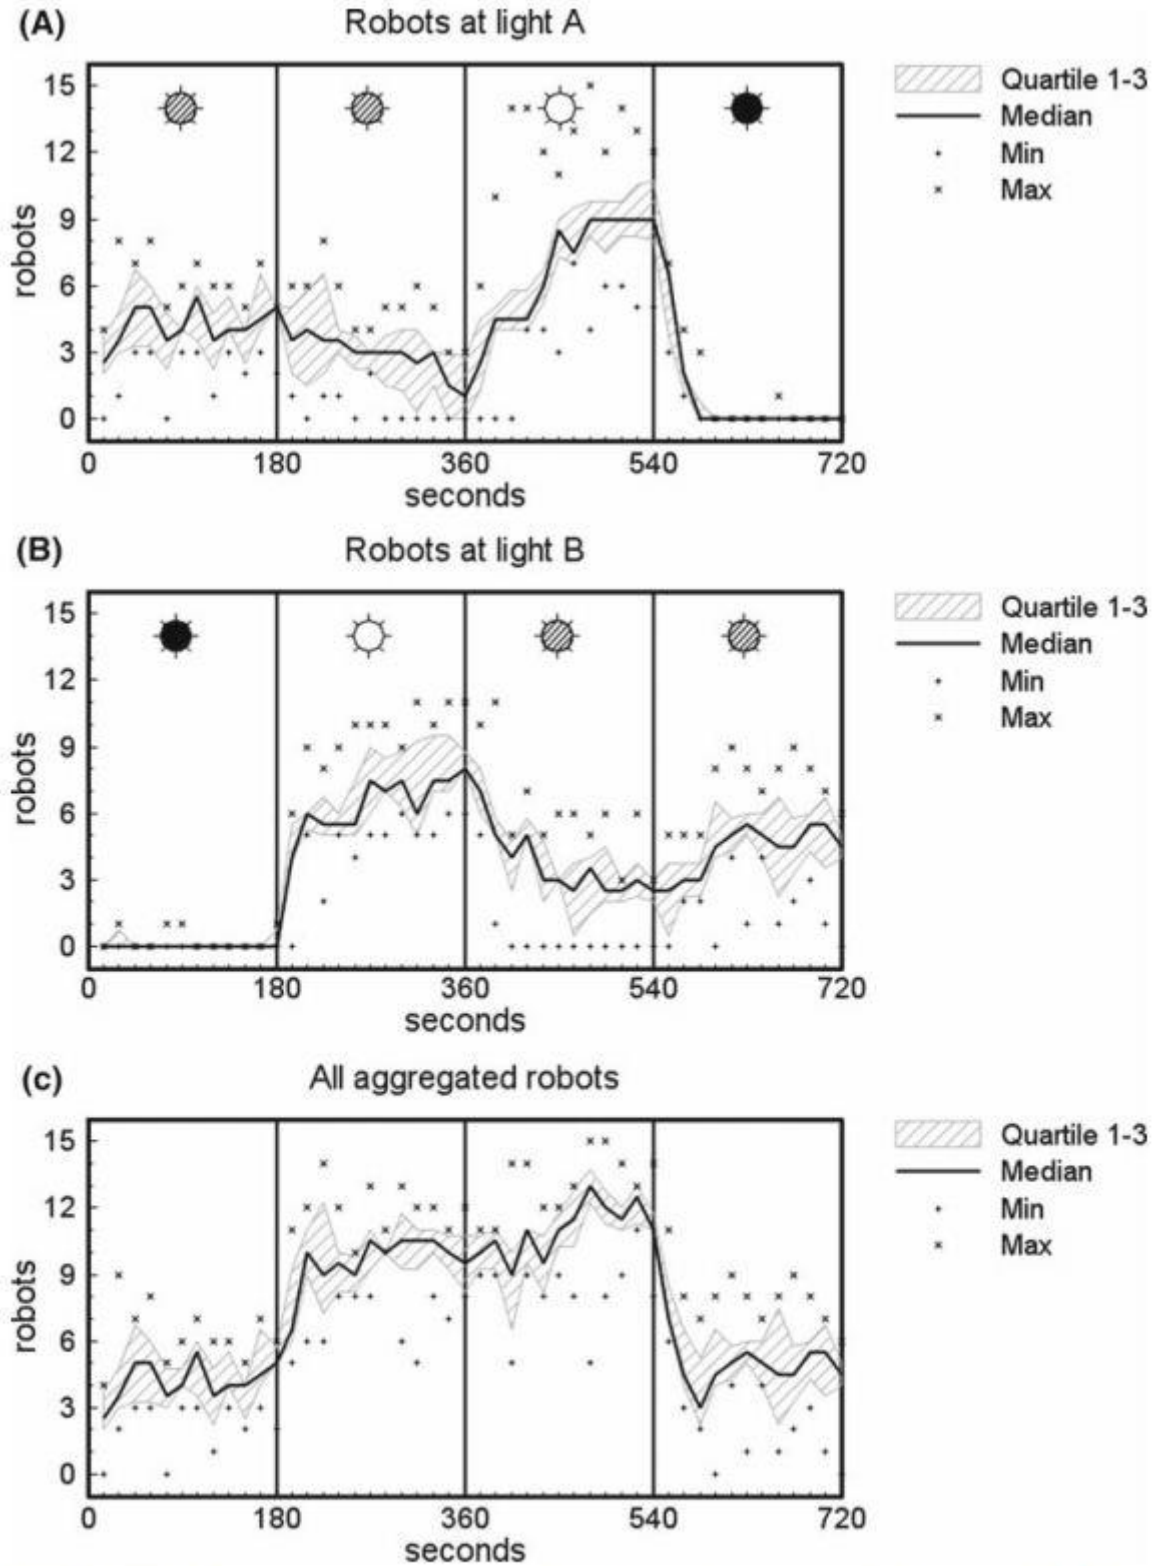 (A) Robots at light A
15
12
9
6
3
0
robots
0 180 360 540 720
seconds
Quartile 1-3
Median
Min
Max
(B) Robots at light B
15
12
9
6
3
0
robots
0 180 360 540 720
seconds
Quartile 1-3
Median
Min
Max
(c) All aggregated robots
15
12
9
6
3
0
robots
0 180 360 540 720
seconds
Quartile 1-3
Median
Min
Max